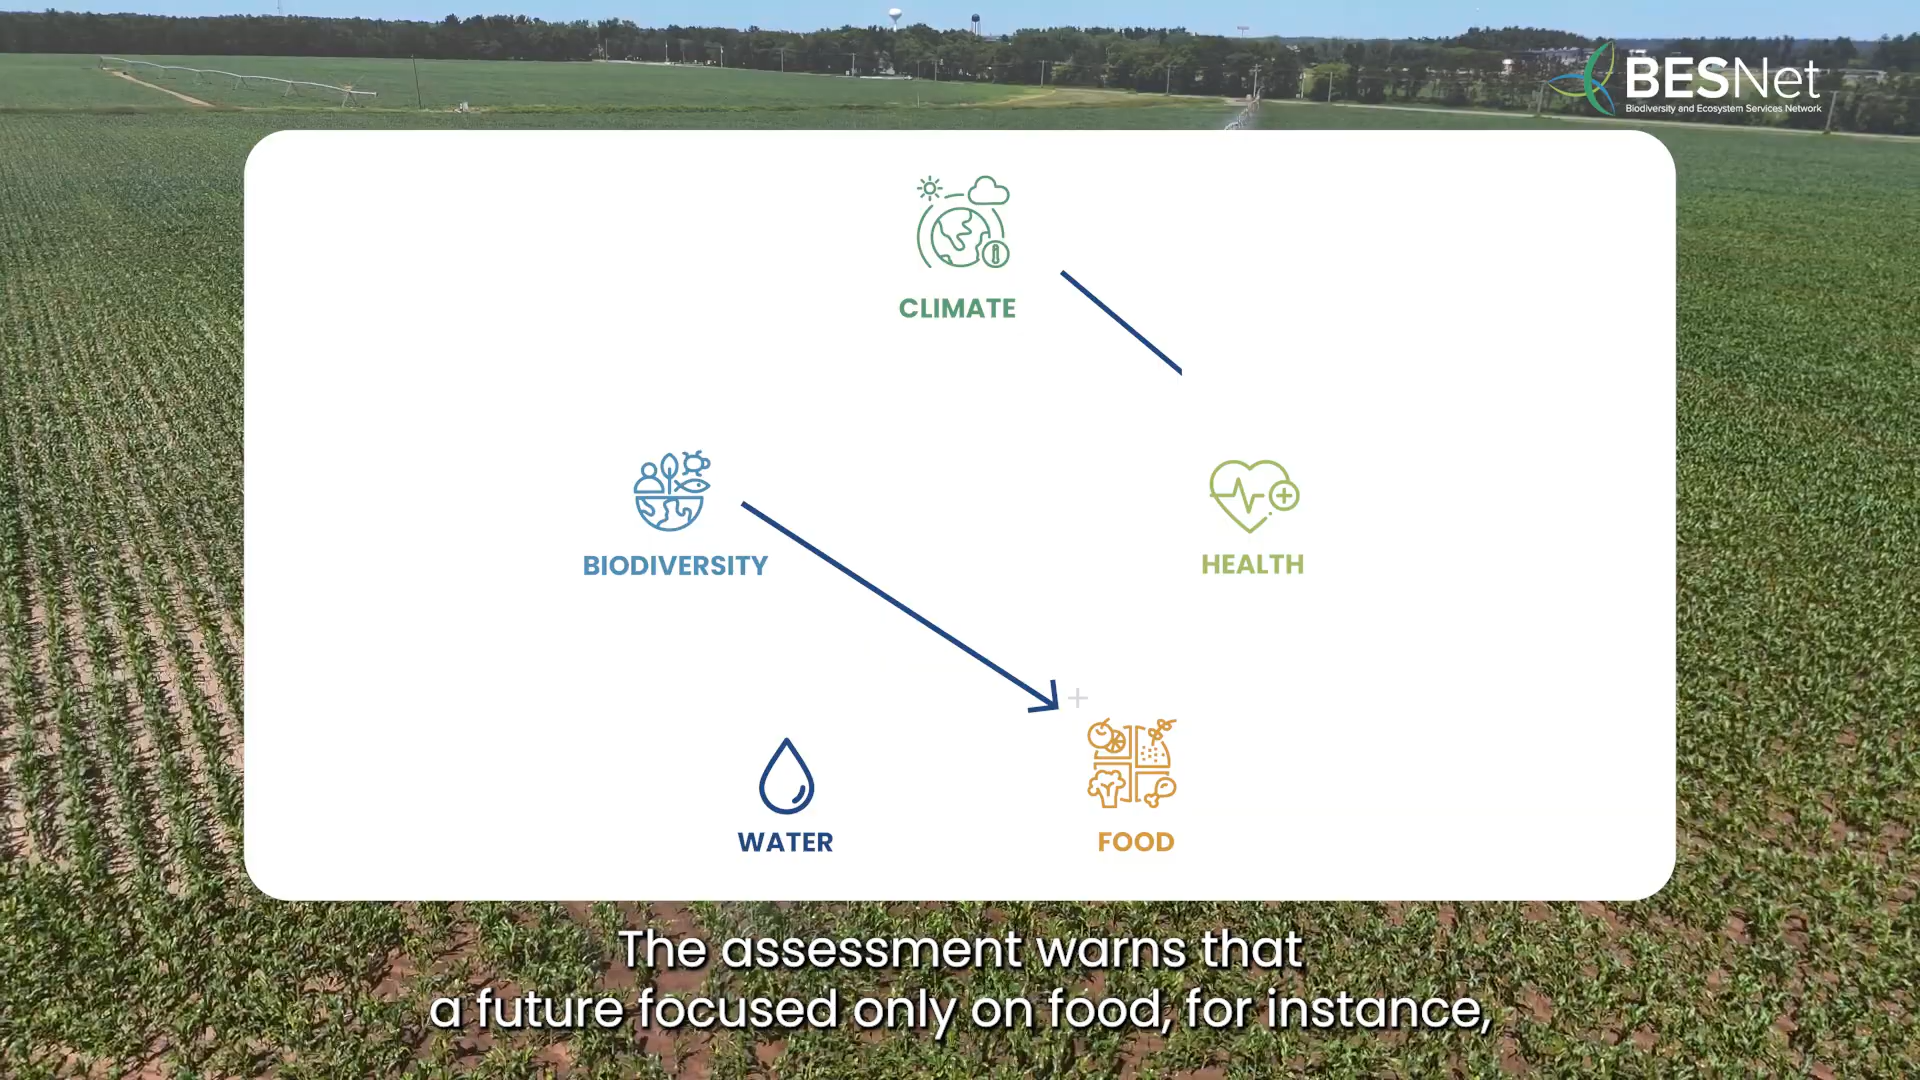 BESNet
Biodiversity and Ecosystem Services Network
CLIMATE
BIODIVERSITY
HEALTH
WATER
FOOD
The assessment warns that
a future focused only on food, for instance,